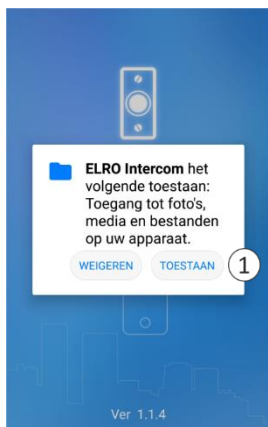 ELRO Intercom het
volgende toestaan:
Toegang tot foto's,
media en bestanden
op uw apparaat.
WEIGEREN TOESTAAN 1
Ver 1.1.4